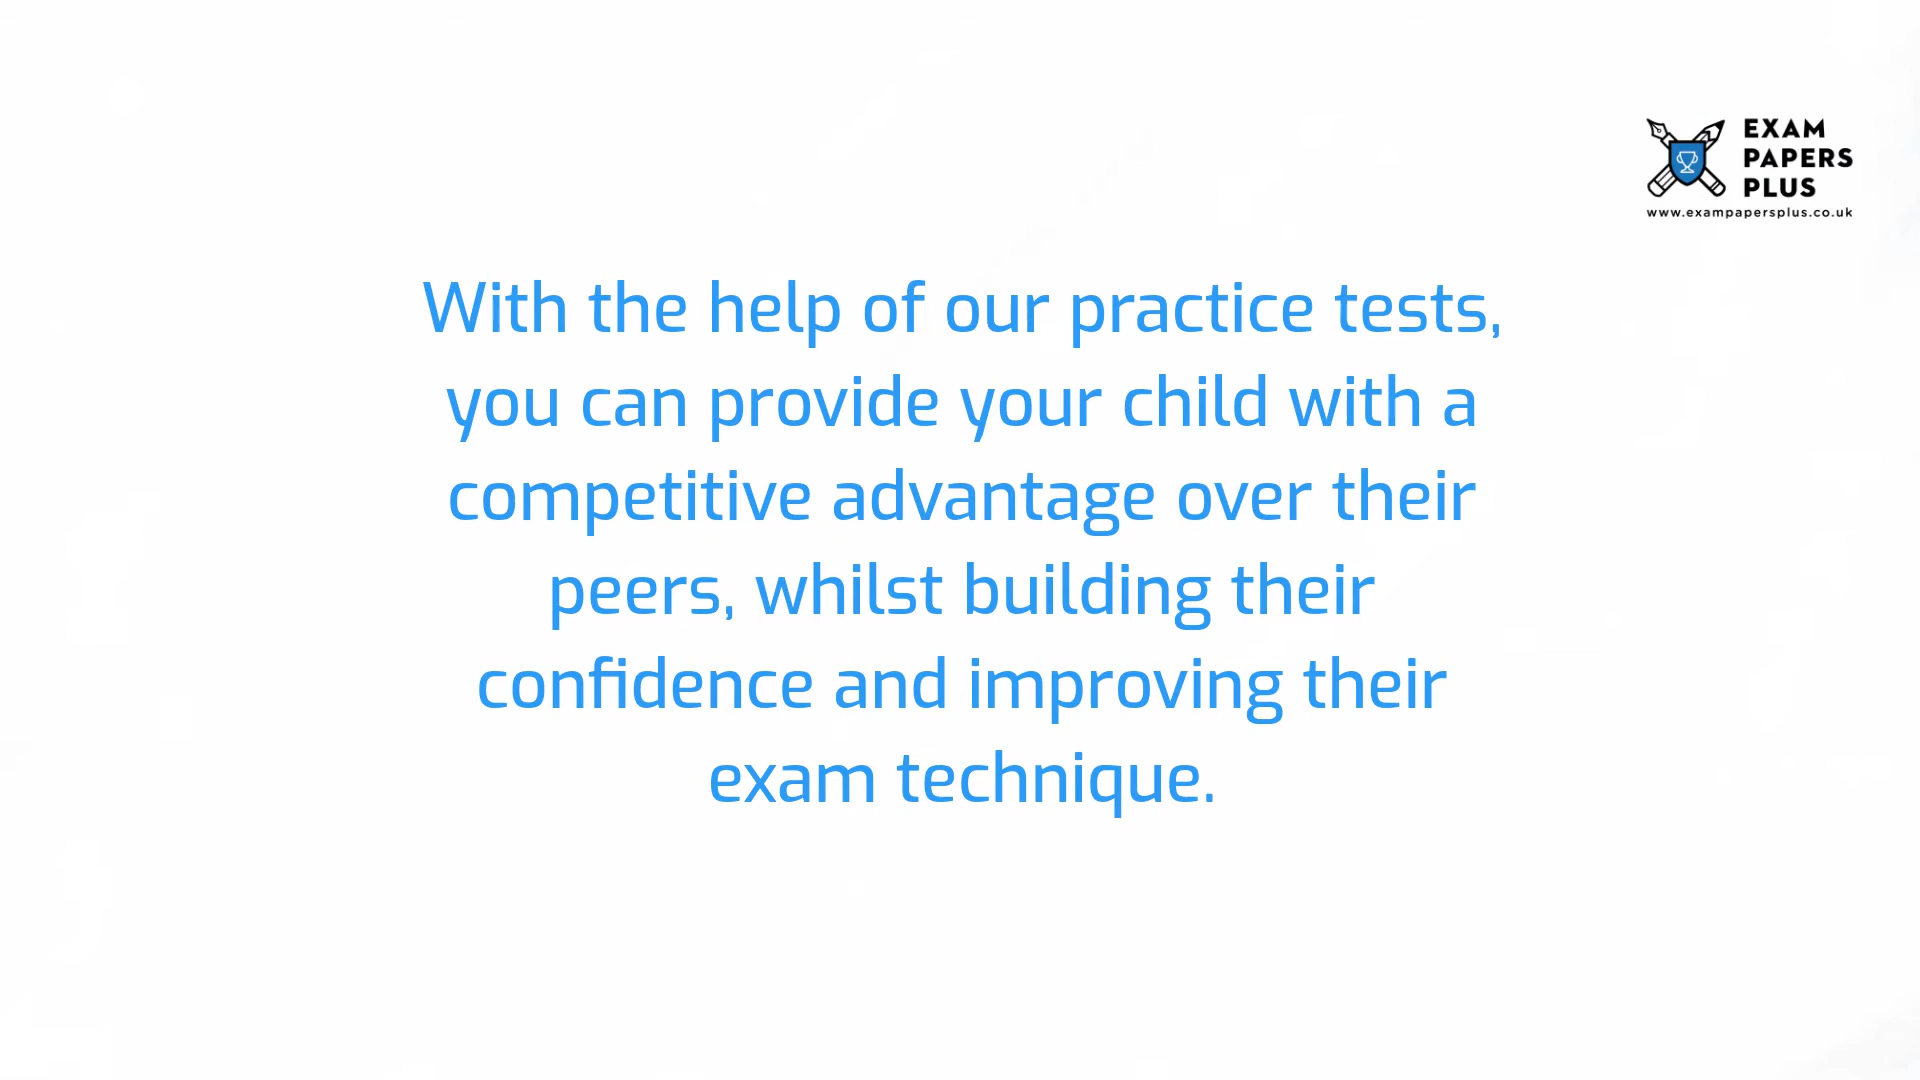 EXAM
PAPERS
PLUS
www.exampapersplus.co.uk
With the help of our practice tests,
you can provide your child with a
competitive advantage over their
peers, whilst building their
confidence and improving their
exam technique.